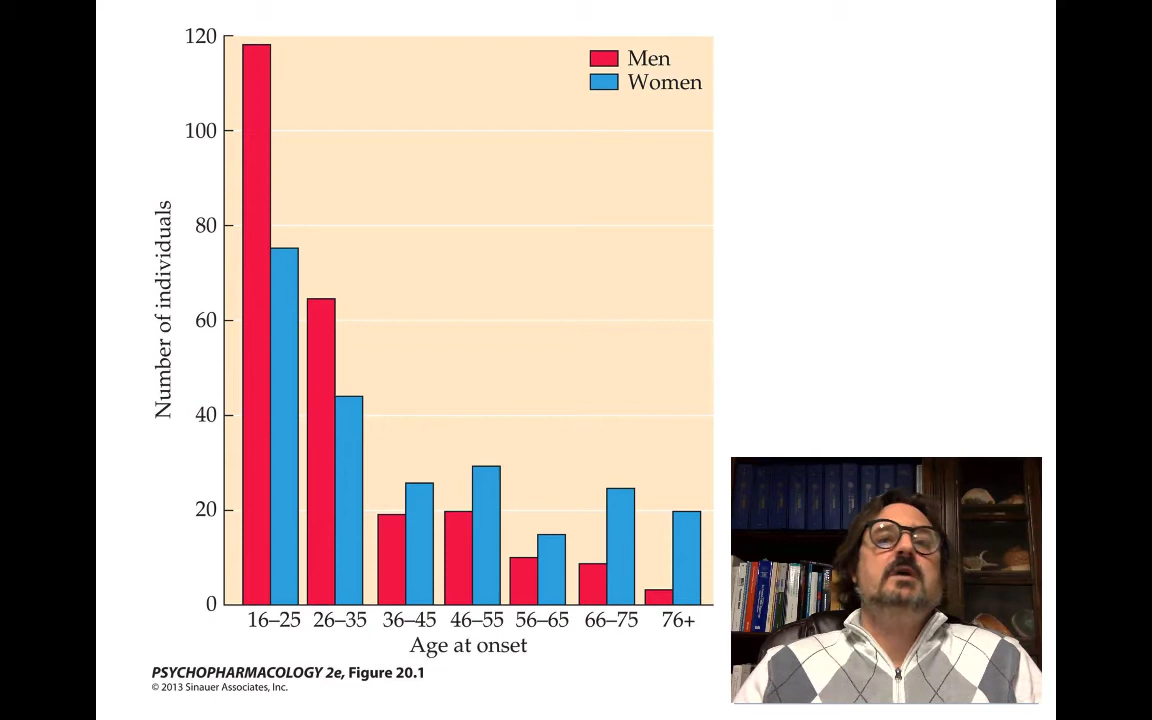 120
Men
Women
100
80
60
40
20
0
Number of individuals
16–25 26–35 36–45 46–55 56–65 66–75 76+
Age at onset
PSYCHOPHARMACOLOGY 2e, Figure 20.1
© 2013 Sinauer Associates, Inc.